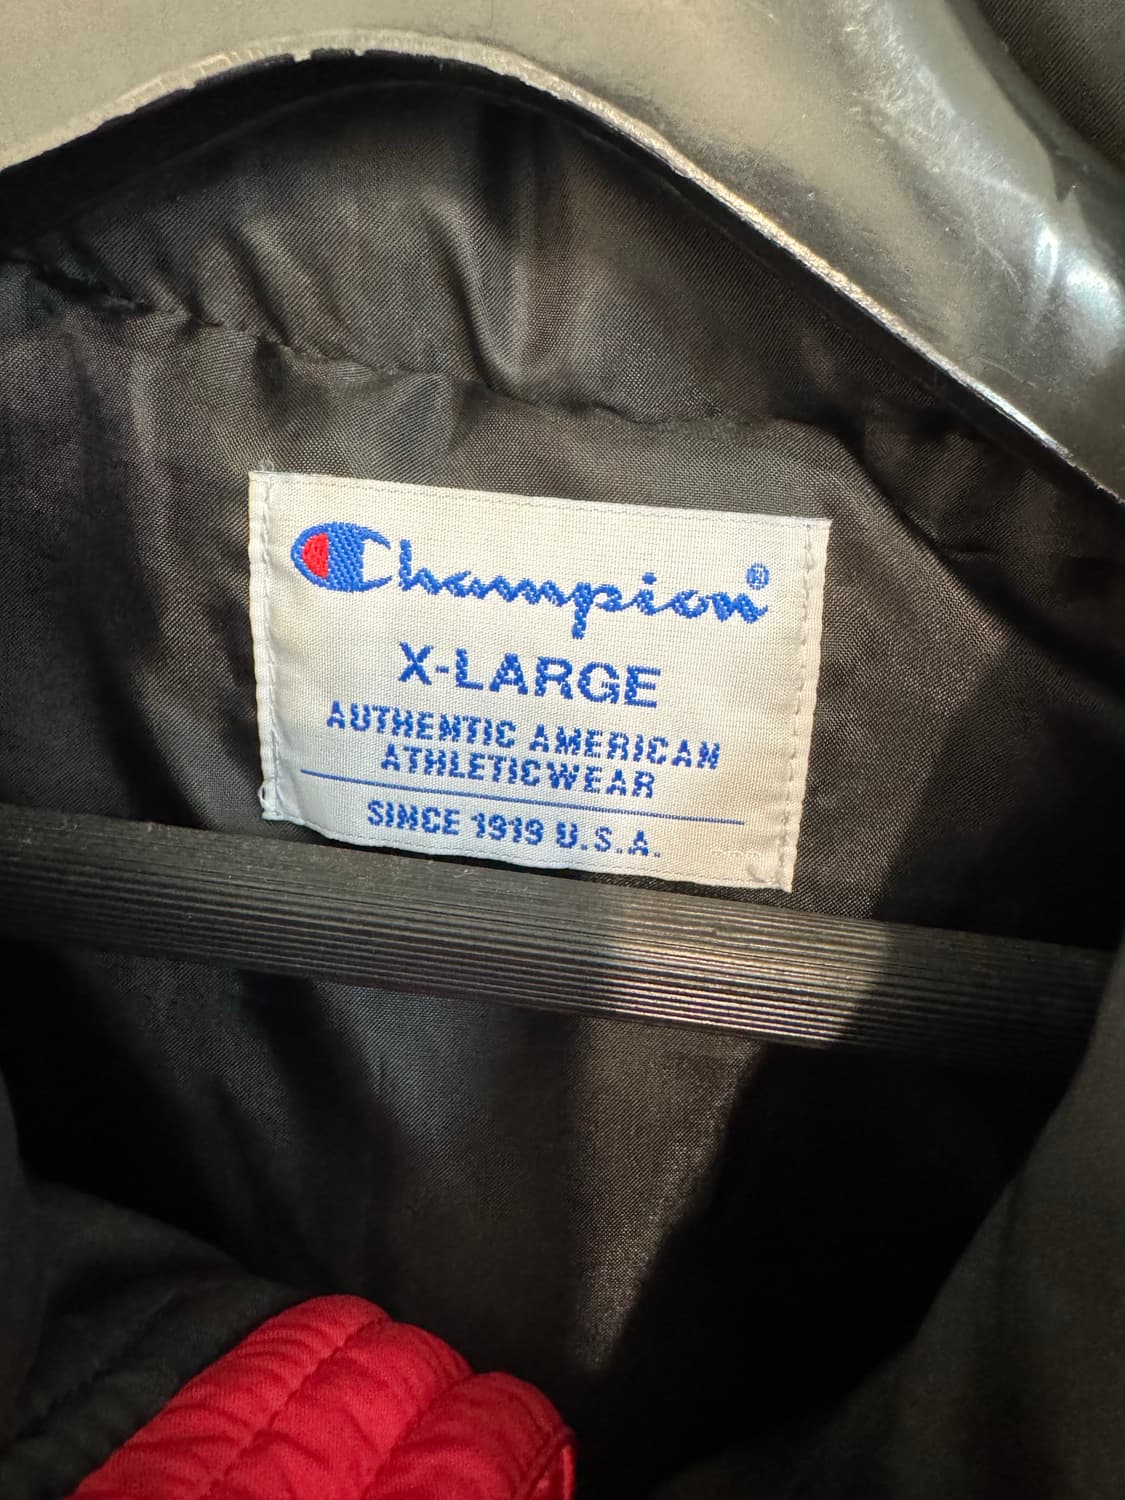 Champion®
X-LARGE
AUTHENTIC AMERICAN
ATHLETICWEAR
SINCE 1919 U.S.A.